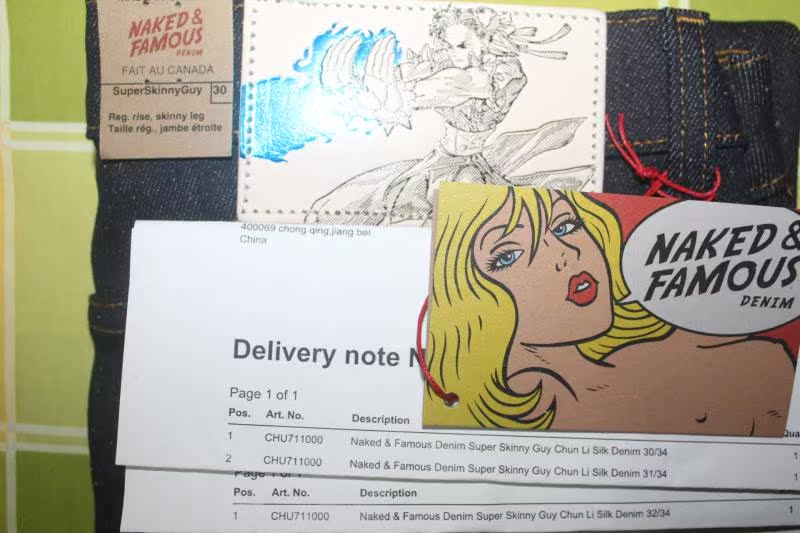 NAKED &
FAMOUS
DENIM
FAIT AU CANADA
SuperSkinnyGuy 30
Reg. rise, skinny leg
Taille rég., jambe étroite
400069 chong qing,jiang bei
China
NAKED &
FAMOUS
DENIM
Delivery note
Page 1 of 1
Pos. Art. No. Description
1 CHU711000 Naked & Famous Denim Super Skinny Guy Chun Li Silk Denim 30/34 1
2 CHU711000 Naked & Famous Denim Super Skinny Guy Chun Li Silk Denim 31/34 1
Page 1 of 1
Pos. Art. No. Description
1 CHU711000 Naked & Famous Denim Super Skinny Guy Chun Li Silk Denim 32/34 1